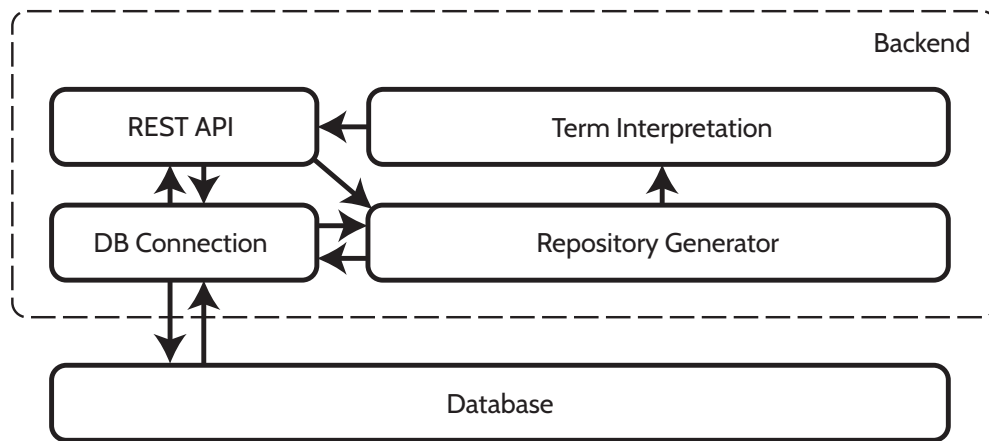 Backend
REST API
Term Interpretation
DB Connection
Repository Generator
Database